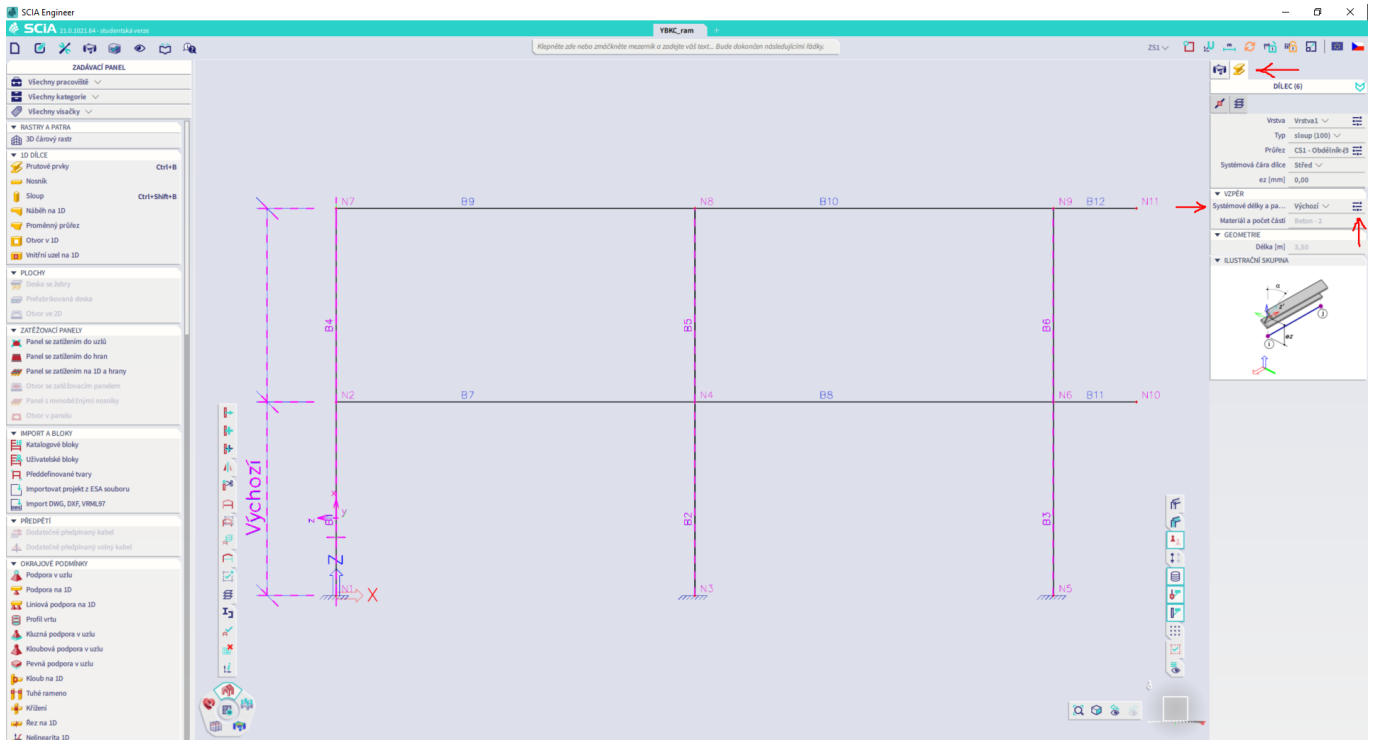 SCIA Engineer
SCIA 21.0.1021.64 - studentská verze
YBKC_ram
Klepněte zde nebo zmáčkněte mezerník a zadejte váš text... Bude dokončen následujícími řádky.
ZS1
ZADÁVACÍ PANEL
Všechny pracoviště
Všechny kategorie
Všechny visačky
RASTRY A PATRA
3D čárový rastr
1D DÍLCE
Prutové prvky Ctrl+B
Nosník
Sloup Ctrl+Shift+B
Náběh na 1D
Proměnný průřez
Otvor v 1D
Vnitřní uzel na 1D
PLOCHY
Deska se žebry
Prefabrikovaná deska
Otvor ve 2D
ZATĚŽOVACÍ PANELY
Panel se zatížením do uzlů
Panel se zatížením do hran
Panel se zatížením na 1D a hrany
Otvor se zatěžovacím panelem
Panel s rovnoběžnými nosníky
Otvor v panelu
IMPORT A BLOKY
Katalogové bloky
Uživatelské bloky
Předdefinované tvary
Importovat projekt z ESA souboru
Import DWG, DXF, VRML97
PŘEDPĚTÍ
Dodatečně předpínaný kabel
Dodatečně předpínaný volný kabel
OKRAJOVÉ PODMÍNKY
Podpora v uzlu
Podpora na 1D
Liniová podpora na 1D
Profil vrtu
Kluzná podpora v uzlu
Kloubová podpora v uzlu
Pevná podpora v uzlu
Kloub na 1D
Tuhé rameno
Křížení
Řez na 1D
Nelinearita 1D
N7 B9 N8 B10 N9 B12 N11
B4 B5 B6
N2 B7 N4 B8 N6 B11 N10
Výchozí
x
y
z
B2 B3
Z
N1 X N3 N5
DÍLEC (6)
Vrstva Vrstva1
Typ sloup (100)
Průřez CS1 - Obdélník
Systémová čára dílce Střed
ez [mm] 0,00
VZPĚR
Systémové délky a pa... Výchozí
Materiál a počet částí Beton - 2
GEOMETRIE
Délka [m] 3,50
ILUSTRAČNÍ SKUPINA
α
z'
ez